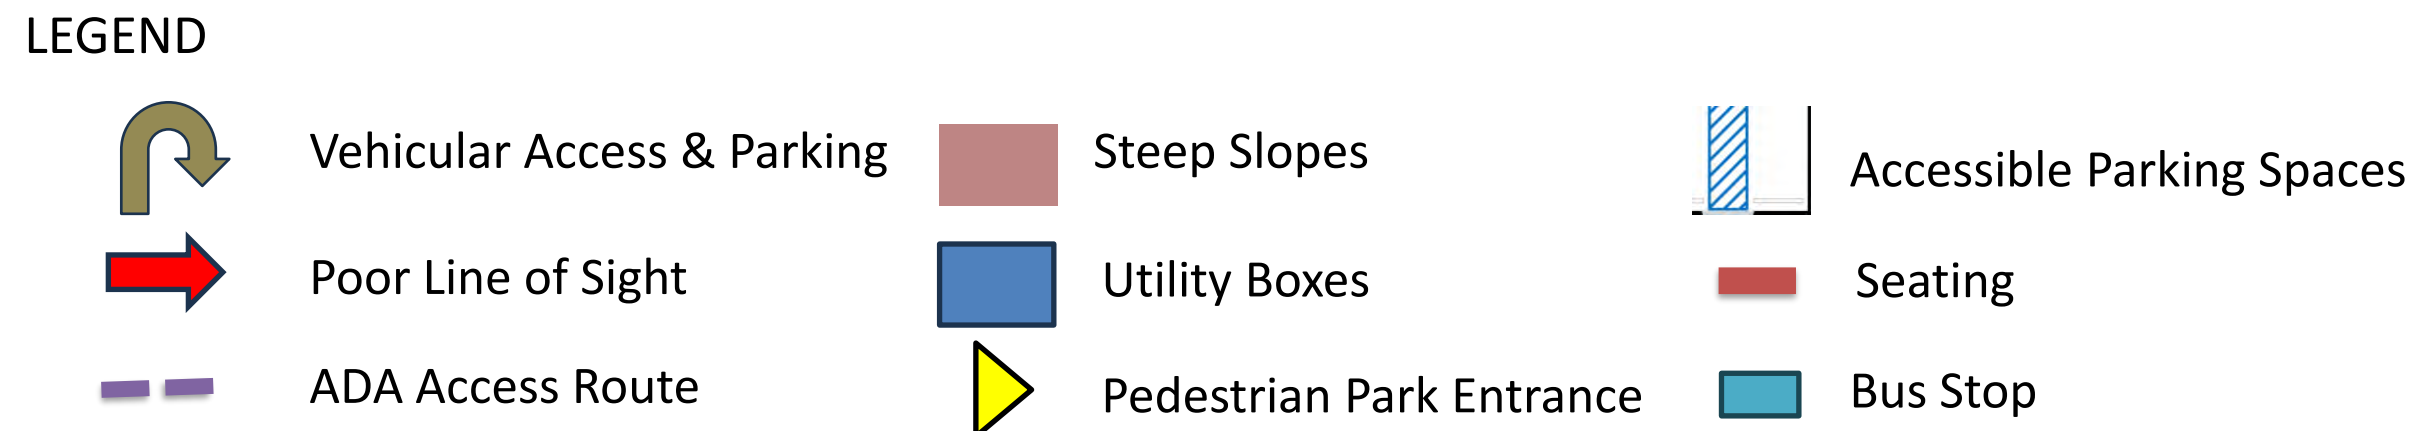 LEGEND
Vehicular Access & Parking
Steep Slopes
Accessible Parking Spaces
Poor Line of Sight
Utility Boxes
Seating
ADA Access Route
Pedestrian Park Entrance
Bus Stop